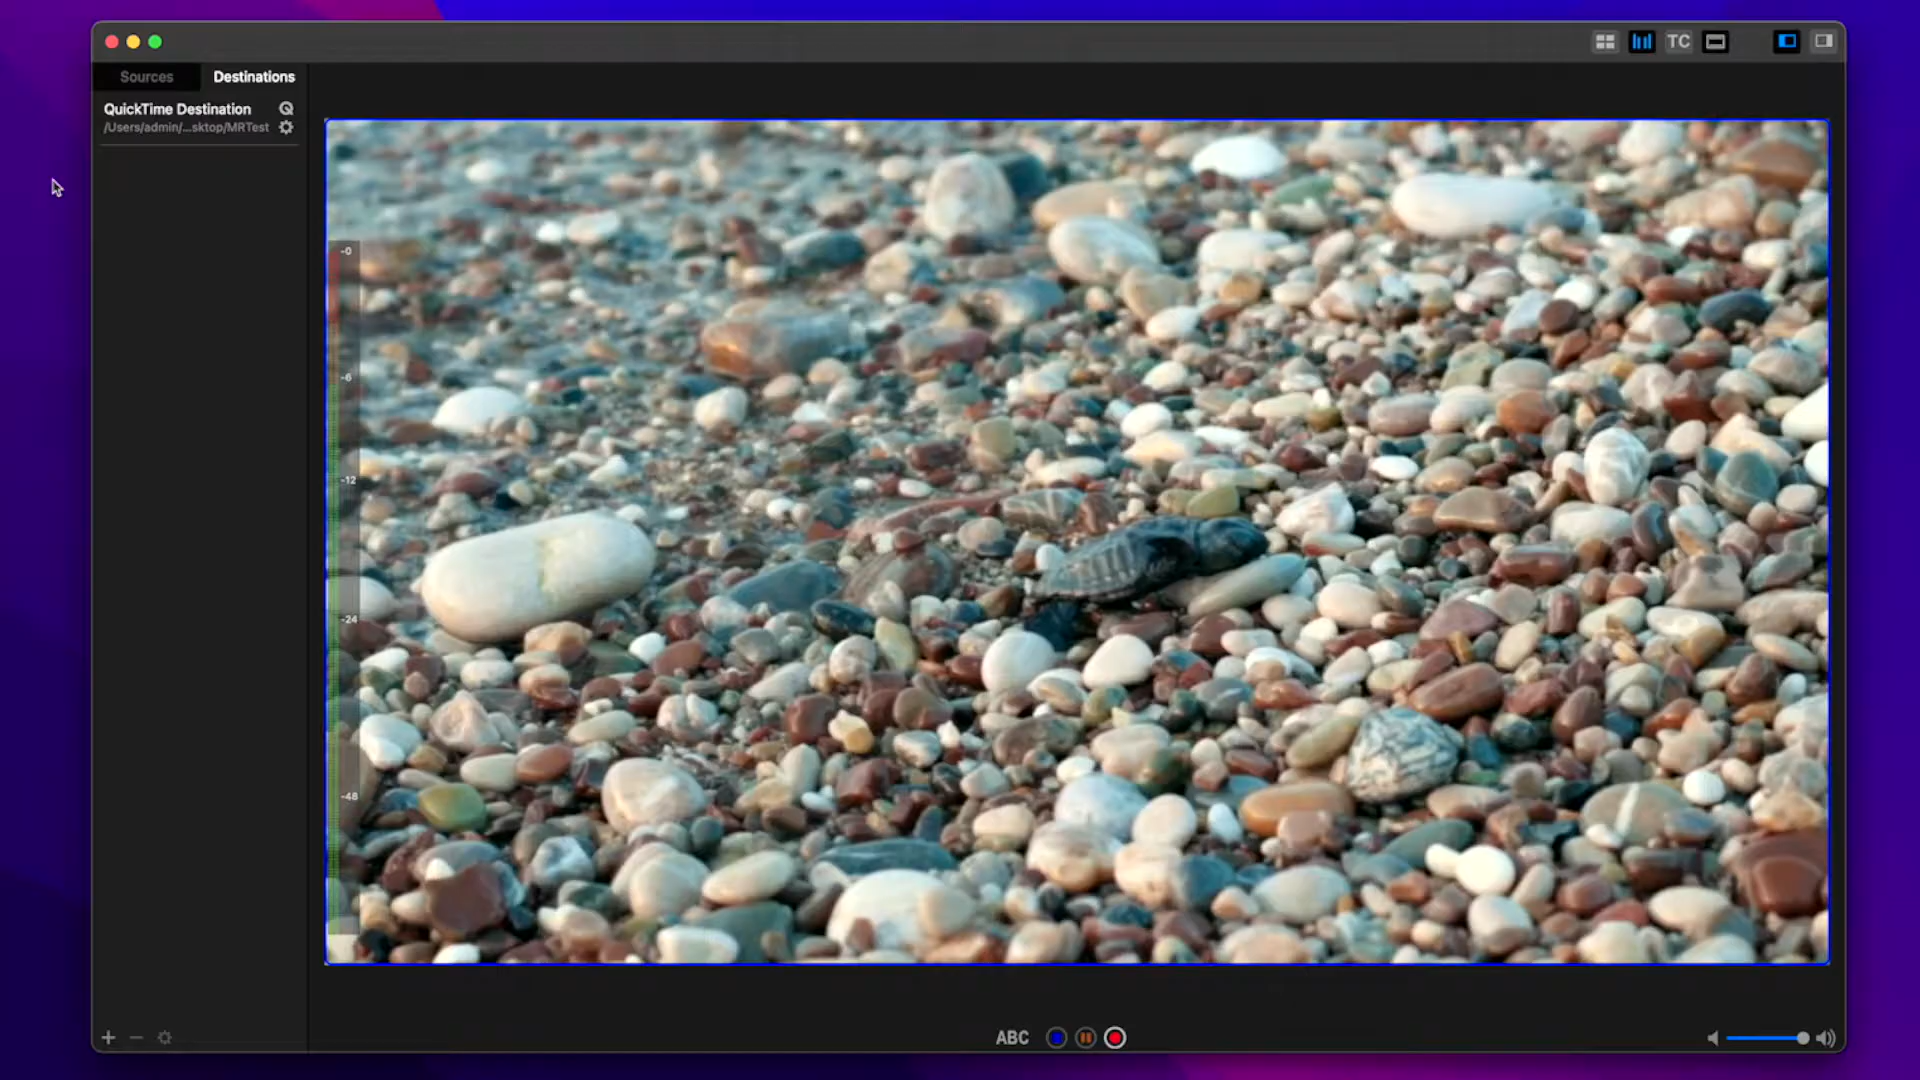 TC
Sources
Destinations
QuickTime Destination
/Users/admin/...sktop/MRTest
-0
-6
-12
-24
-48
ABC